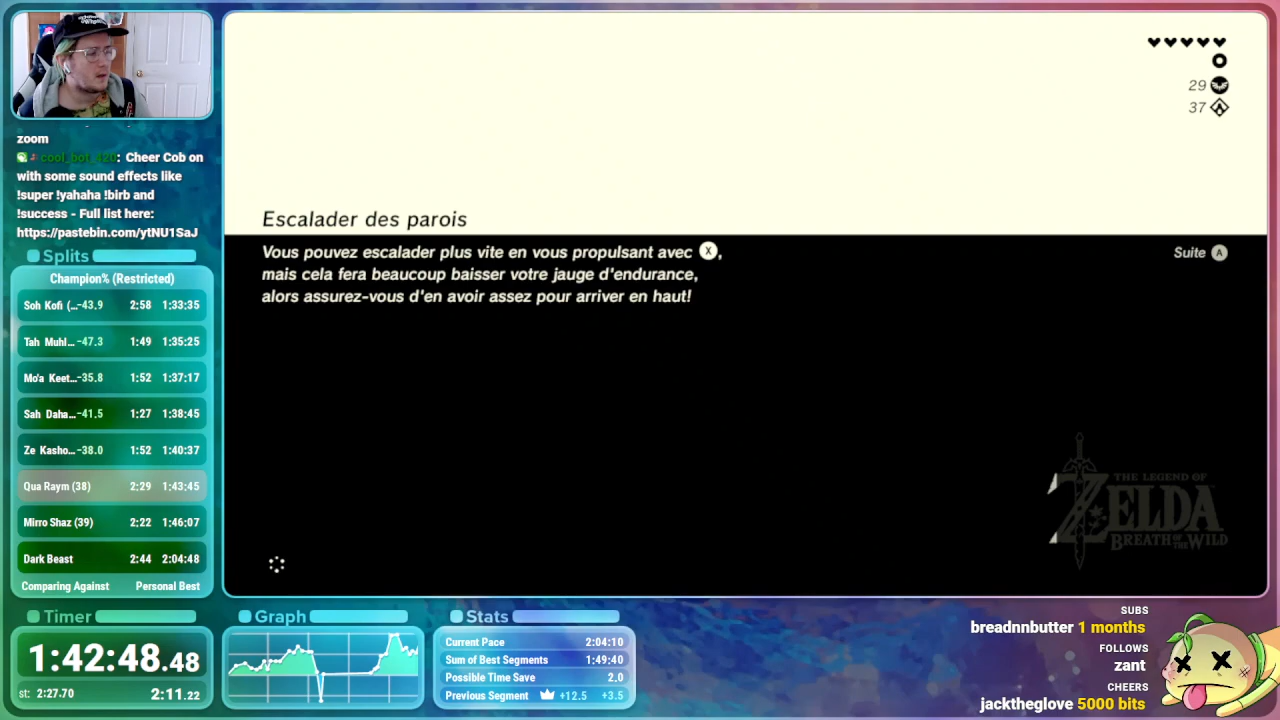 zoom
cool_bot_420: Cheer Cob on
with some sound effects like
!super !yahaha !birb and
!success - Full list here:
https://pastebin.com/ytNU1SaJ
Splits
Champion% (Restricted)
Soh Kofi (... -43.9 2:58 1:33:35
Tah Muhl... -47.3 1:49 1:35:25
Mo'a Keet... -35.8 1:52 1:37:17
Sah Daha... -41.5 1:27 1:38:45
Ze Kasho... -38.0 1:52 1:40:37
Qua Raym (38) 2:29 1:43:45
Mirro Shaz (39) 2:22 1:46:07
Dark Beast 2:44 2:04:48
Comparing Against Personal Best
Timer
1:42:48.48
st: 2:27.70 2:11.22
29
37
Escalader des parois
Vous pouvez escalader plus vite en vous propulsant avec X,
mais cela fera beaucoup baisser votre jauge d'endurance,
alors assurez-vous d'en avoir assez pour arriver en haut!
Suite A
THE LEGEND OF
ZELDA
BREATH OF THE WILD
Graph
Stats
Current Pace 2:04:10
Sum of Best Segments 1:49:40
Possible Time Save 2.0
Previous Segment +12.5 +3.5
SUBS
breadnnbutter 1 months
FOLLOWS
zant
CHEERS
jacktheglove 5000 bits